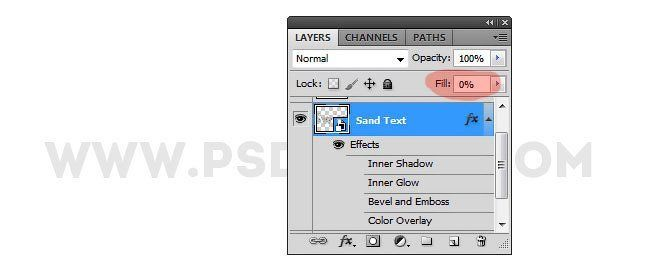 LAYERS CHANNELS PATHS
Normal Opacity: 100%
Lock: Fill: 0%
Sand Text fx
Effects
Inner Shadow
Inner Glow
Bevel and Emboss
Color Overlay
fx.